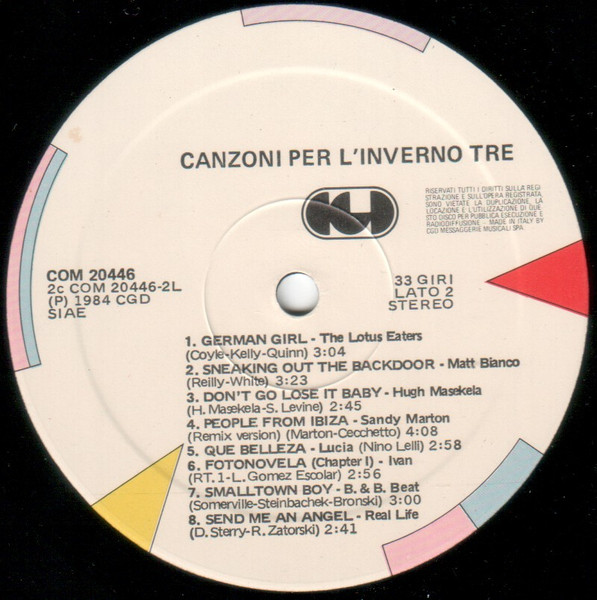 CANZONI PER L'INVERNO TRE
RISERVATI TUTTI I DIRITTI SULLA REGI
STRAZIONE E SULL'OPERA REGISTRATA.
SONO VIETATE LA DUPLICAZIONE, LA
LOCAZIONE E L'UTILIZZAZIONE DI QUE
STO DISCO PER PUBBLICA ESECUZIONE E
RADIODIFFUSIONE - MADE IN ITALY BY
CGD MESSAGGERIE MUSICALI SPA
COM 20446
2c COM 20446-2L
(P) 1984 CGD
SIAE
33 GIRI
LATO 2
STEREO
1. GERMAN GIRL - The Lotus Eaters
(Coyle-Kelly-Quinn) 3:04
2. SNEAKING OUT THE BACKDOOR - Matt Bianco
(Reilly-White) 3:23
3. DON'T GO LOSE IT BABY - Hugh Masekela
(H. Masekela-S. Levine) 2:45
4. PEOPLE FROM IBIZA - Sandy Marton
(Remix version) (Marton-Cecchetto) 4:08
5. QUE BELLEZA - Lucia (Nino Lelli) 2:58
6. FOTONOVELA (Chapter I) - Ivan
(RT. 1-L. Gomez Escolar) 2:56
7. SMALLTOWN BOY - B. & B. Beat
(Somerville-Steinbachek-Bronski) 3:00
8. SEND ME AN ANGEL - Real Life
(D. Sterry-R. Zatorski) 2:41